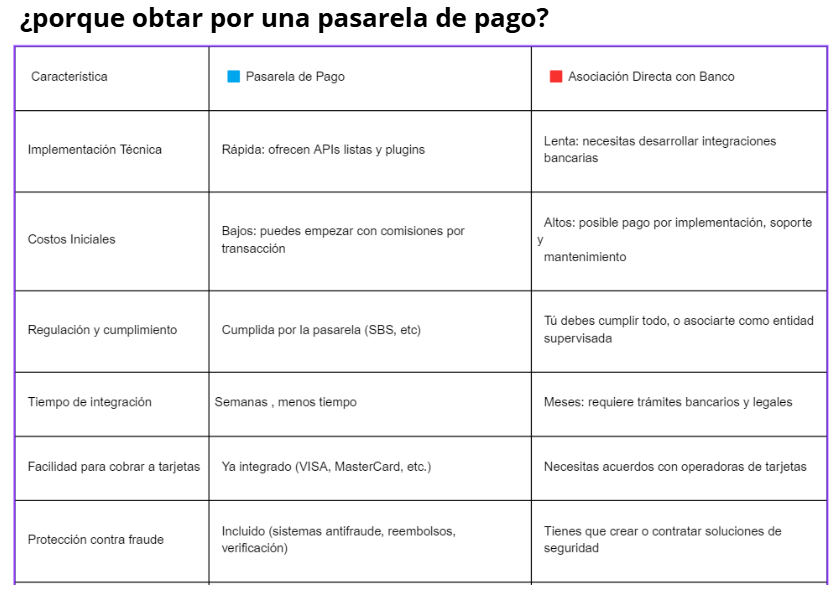 ¿porque obtar por una pasarela de pago?
Característica
Pasarela de Pago
Asociación Directa con Banco
Implementación Técnica
Rápida: ofrecen APIs listas y plugins
Lenta: necesitas desarrollar integraciones
bancarias
Costos Iniciales
Bajos: puedes empezar con comisiones por
transacción
Altos: posible pago por implementación, soporte
y
mantenimiento
Regulación y cumplimiento
Cumplida por la pasarela (SBS, etc)
Tú debes cumplir todo, o asociarte como entidad
supervisada
Tiempo de integración
Semanas , menos tiempo
Meses: requiere trámites bancarios y legales
Facilidad para cobrar a tarjetas
Ya integrado (VISA, MasterCard, etc.)
Necesitas acuerdos con operadoras de tarjetas
Protección contra fraude
Incluido (sistemas antifraude, reembolsos,
verificación)
Tienes que crear o contratar soluciones de
seguridad